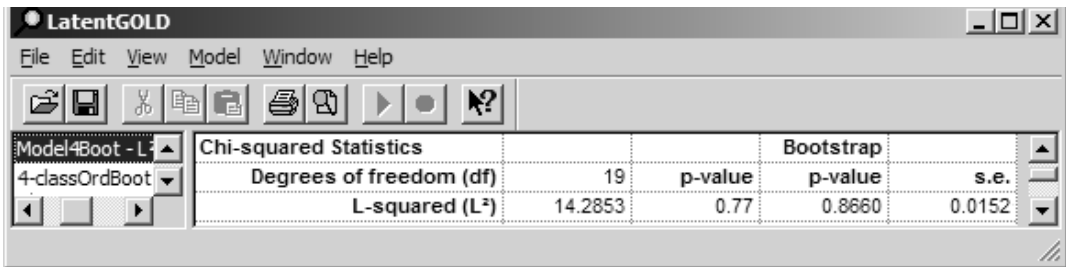 LatentGOLD
File Edit View Model Window Help
Model4Boot - L²
4-classOrdBoot
Chi-squared Statistics Bootstrap
Degrees of freedom (df) 19 p-value p-value s.e.
L-squared (L²) 14.2853 0.77 0.8660 0.0152